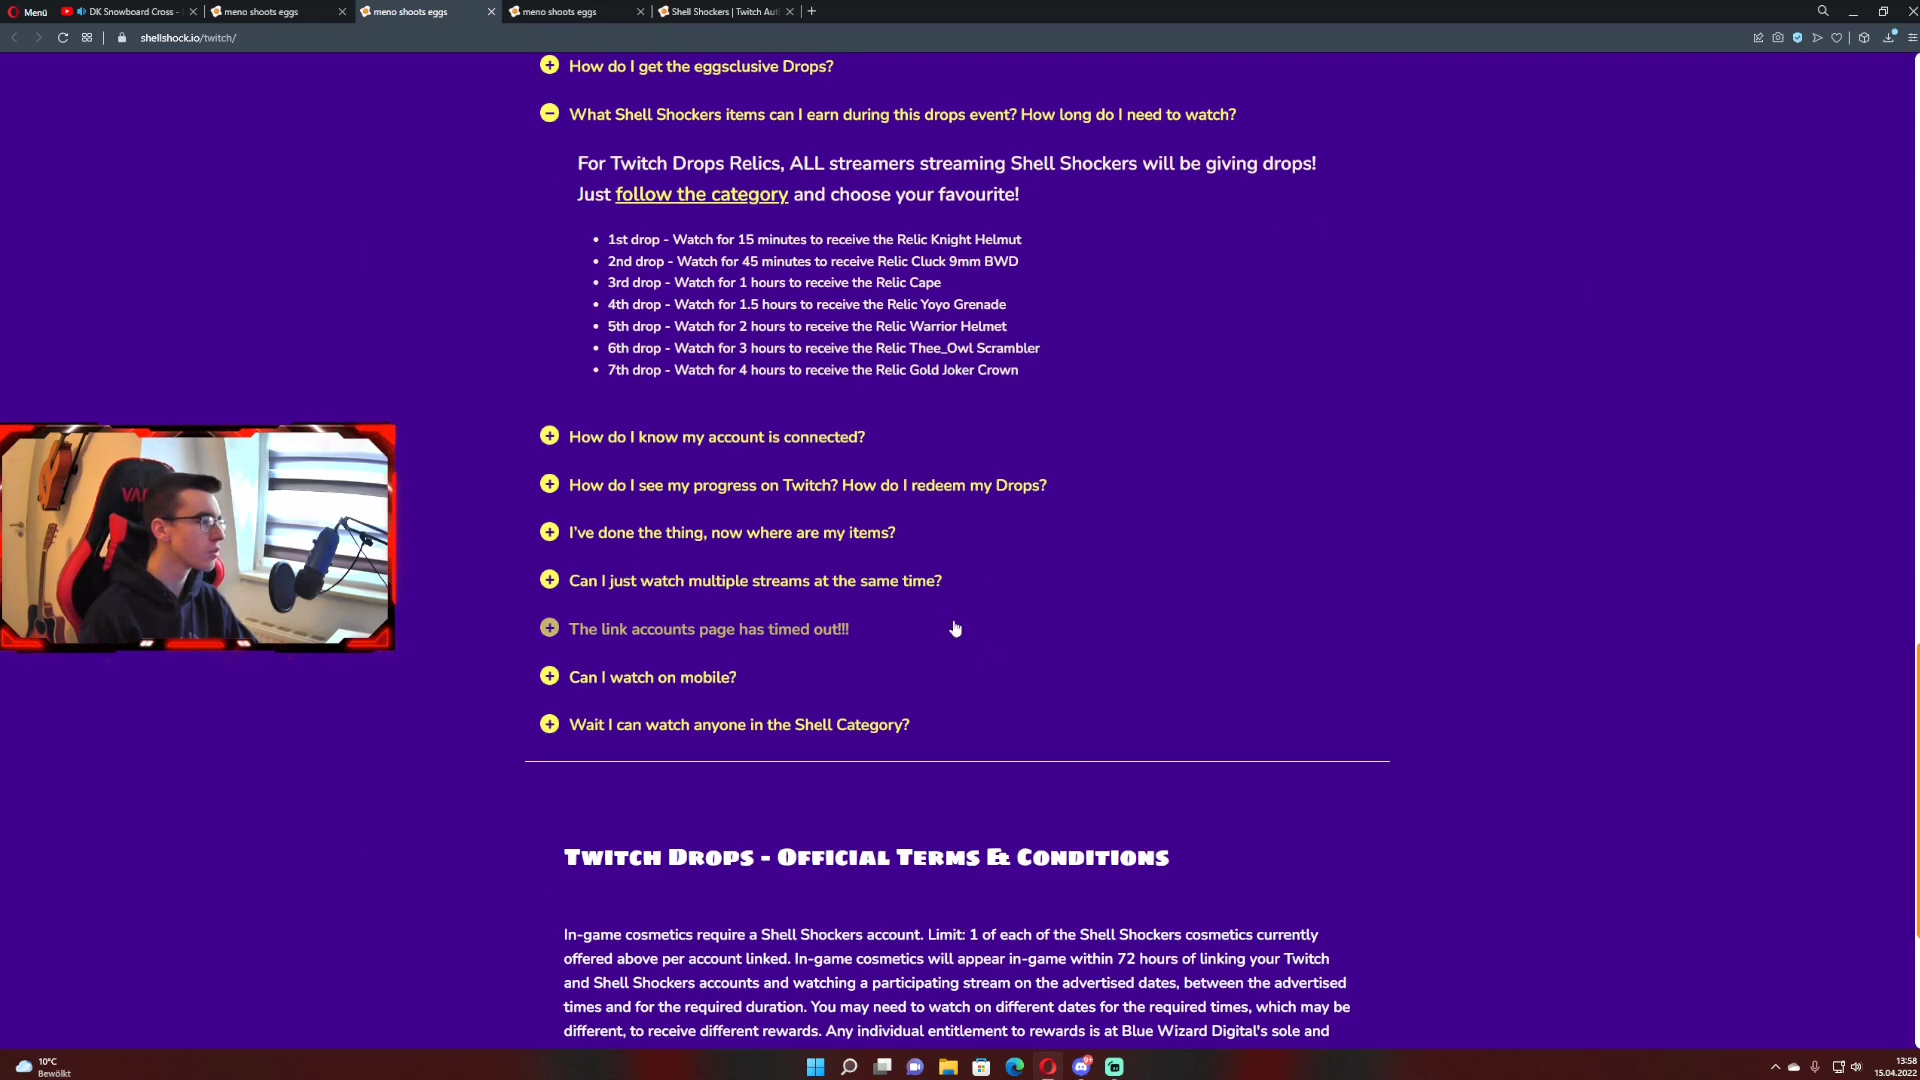 Menü
DK Snowboard Cross -
meno shoots eggs
meno shoots eggs
meno shoots eggs
Shell Shockers | Twitch Aut
shellshock.io/twitch/
How do I get the eggsclusive Drops?
What Shell Shockers items can I earn during this drops event? How long do I need to watch?
For Twitch Drops Relics, ALL streamers streaming Shell Shockers will be giving drops!
Just follow the category and choose your favourite!
• 1st drop - Watch for 15 minutes to receive the Relic Knight Helmut
• 2nd drop - Watch for 45 minutes to receive Relic Cluck 9mm BWD
• 3rd drop - Watch for 1 hours to receive the Relic Cape
• 4th drop - Watch for 1.5 hours to receive the Relic Yoyo Grenade
• 5th drop - Watch for 2 hours to receive the Relic Warrior Helmet
• 6th drop - Watch for 3 hours to receive the Relic Thee_Owl Scrambler
• 7th drop - Watch for 4 hours to receive the Relic Gold Joker Crown
How do I know my account is connected?
How do I see my progress on Twitch? How do I redeem my Drops?
I've done the thing, now where are my items?
Can I just watch multiple streams at the same time?
The link accounts page has timed out!!!
Can I watch on mobile?
Wait I can watch anyone in the Shell Category?
Twitch Drops - Official Terms & Conditions
In-game cosmetics require a Shell Shockers account. Limit: 1 of each of the Shell Shockers cosmetics currently
offered above per account linked. In-game cosmetics will appear in-game within 72 hours of linking your Twitch
and Shell Shockers accounts and watching a participating stream on the advertised dates, between the advertised
times and for the required duration. You may need to watch on different dates for the required times, which may be
different, to receive different rewards. Any individual entitlement to rewards is at Blue Wizard Digital's sole and
10°C
Bewölkt
9+
13:58
15.04.2022